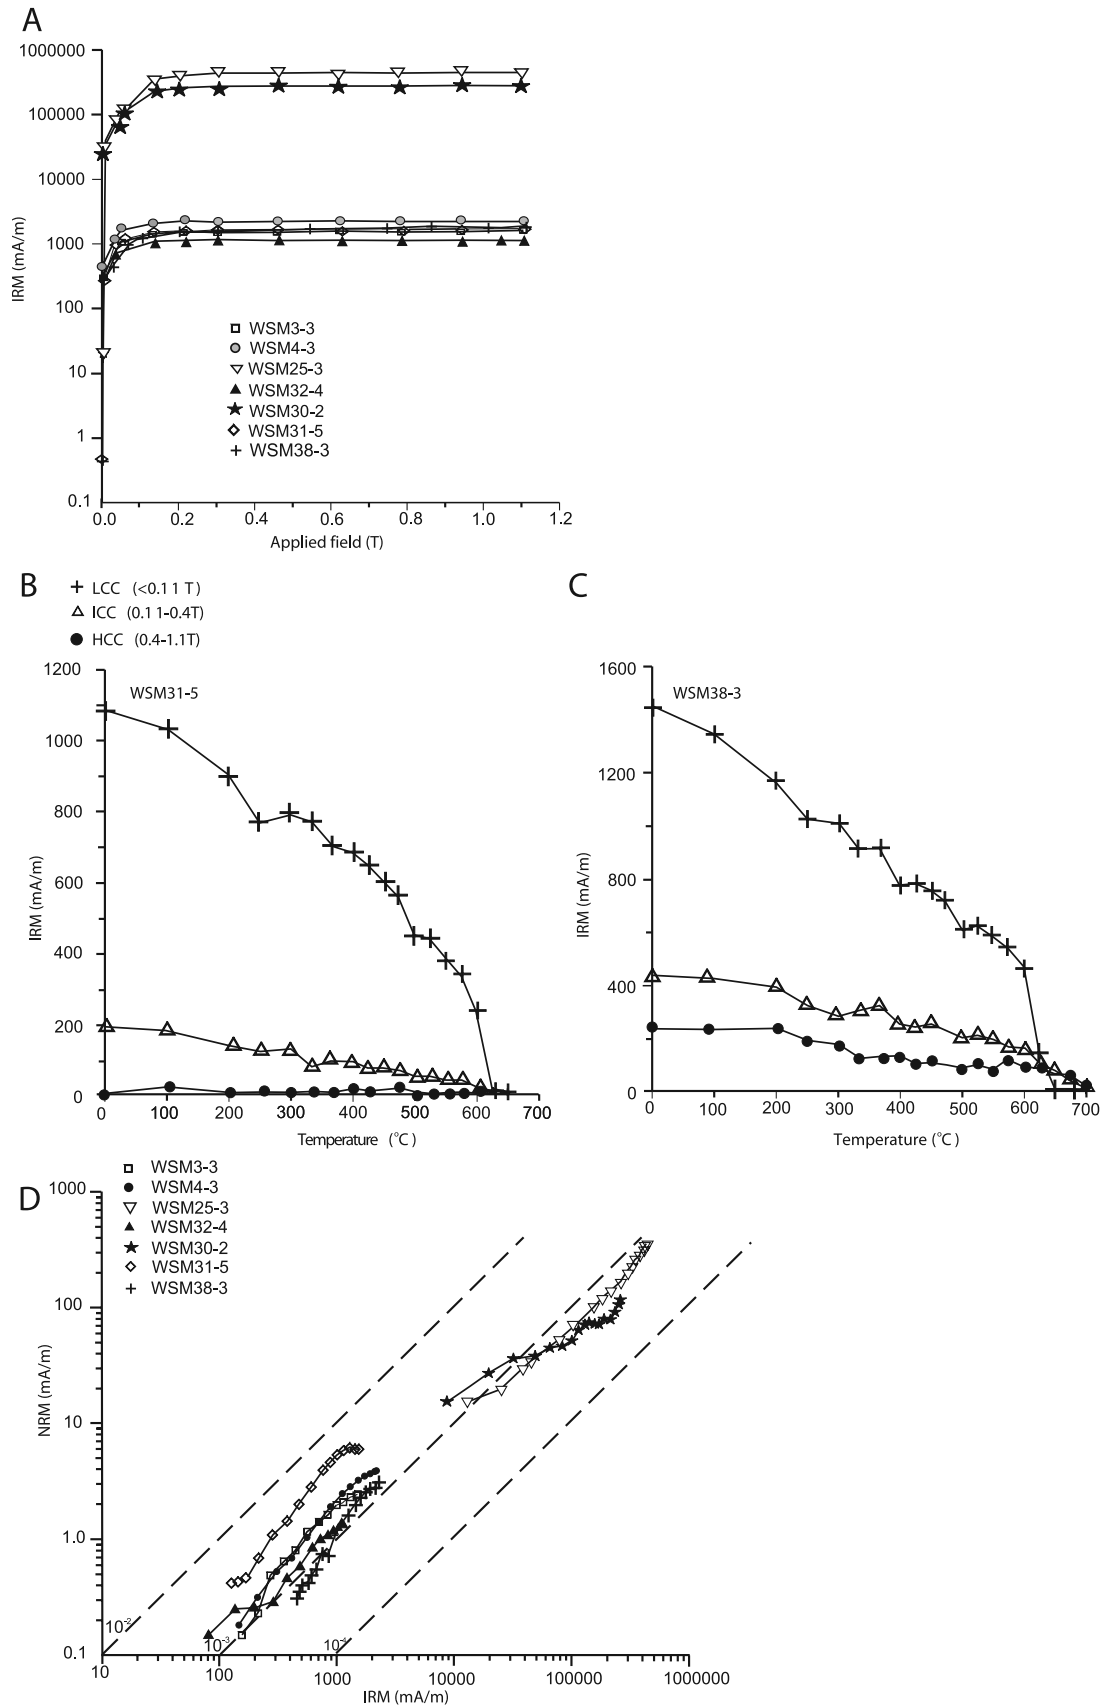 A
1000000
100000
10000
1000
100
10
1
0.1
IRM (mA/m)
WSM3-3
WSM4-3
WSM25-3
WSM32-4
WSM30-2
WSM31-5
WSM38-3
0.0 0.2 0.4 0.6 0.8 1.0 1.2
Applied field (T)
B
LCC (<0.11 T)
ICC (0.11-0.4T)
HCC (0.4-1.1T)
WSM31-5
1200
1000
800
600
400
200
0
IRM (mA/m)
0 100 200 300 400 500 600 700
Temperature (°C)
C
WSM38-3
1600
1200
800
400
0
IRM (mA/m)
0 100 200 300 400 500 600 700
Temperature (°C)
D
WSM3-3
WSM4-3
WSM25-3
WSM32-4
WSM30-2
WSM31-5
WSM38-3
1000
100
10
1.0
0.1
NRM (mA/m)
10⁻² 10⁻³ 10⁻⁴
10 100 1000 10000 100000 1000000
IRM (mA/m)